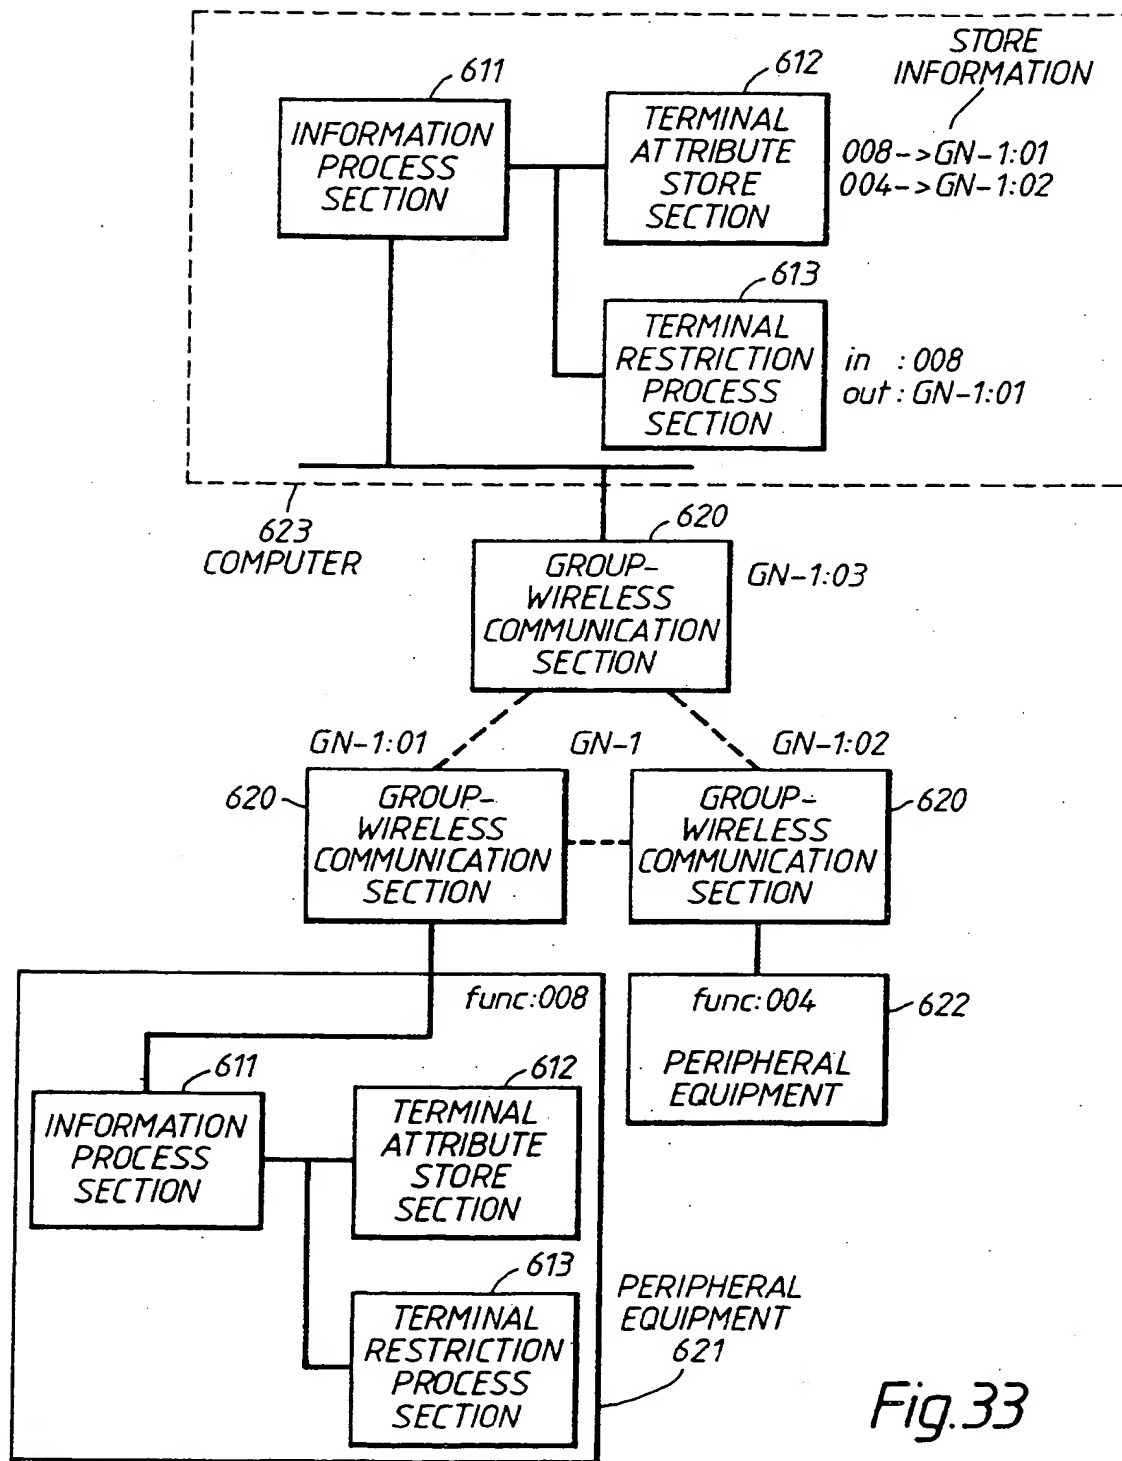 STORE
INFORMATION
611
612
INFORMATION
PROCESS
SECTION
TERMINAL
ATTRIBUTE
STORE
SECTION
008->GN-1:01
004->GN-1:02
613
TERMINAL
RESTRICTION
PROCESS
SECTION
in : 008
out : GN-1:01
623
COMPUTER
620
GROUP-
WIRELESS
COMMUNICATION
SECTION
GN-1:03
GN-1:01
GN-1
GN-1:02
620
GROUP-
WIRELESS
COMMUNICATION
SECTION
GROUP-
WIRELESS
COMMUNICATION
SECTION
620
func:008
func:004
PERIPHERAL
EQUIPMENT
622
611
612
INFORMATION
PROCESS
SECTION
TERMINAL
ATTRIBUTE
STORE
SECTION
613
TERMINAL
RESTRICTION
PROCESS
SECTION
PERIPHERAL
EQUIPMENT
621
Fig.33